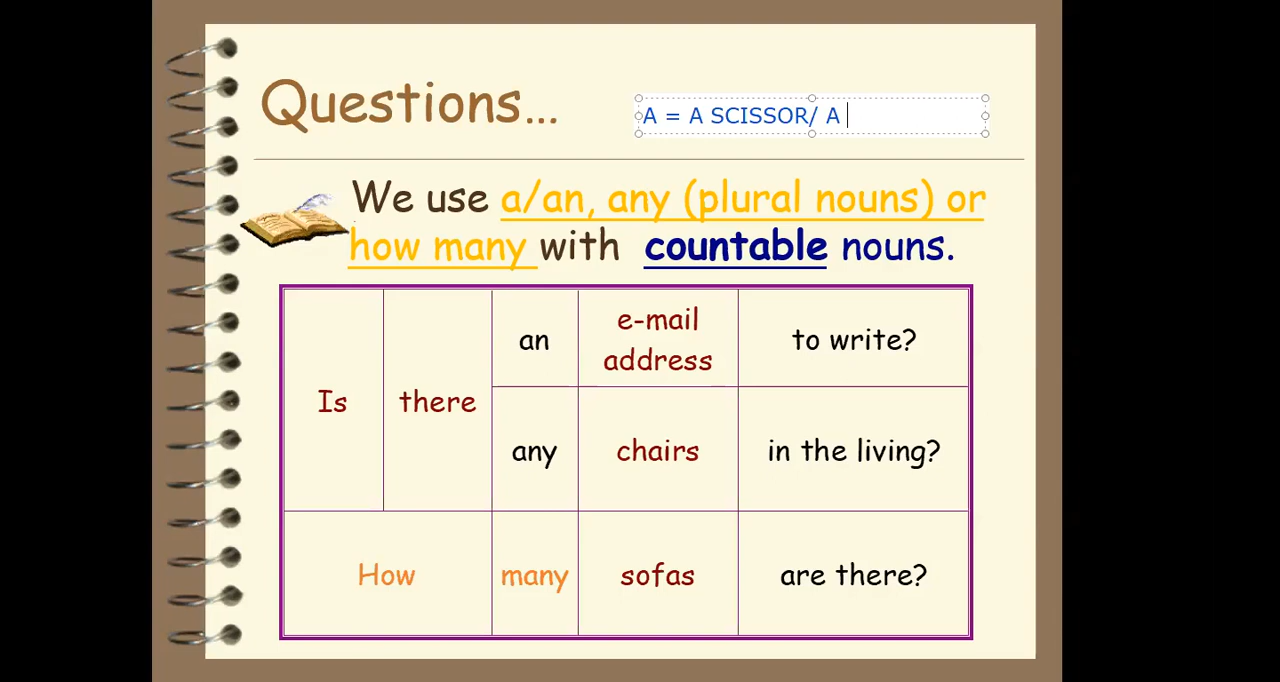 Questions...
A = A SCISSOR/ A
We use a/an, any (plural nouns) or
how many with countable nouns.
Is there an e-mail address to write?
any chairs in the living?
How many sofas are there?